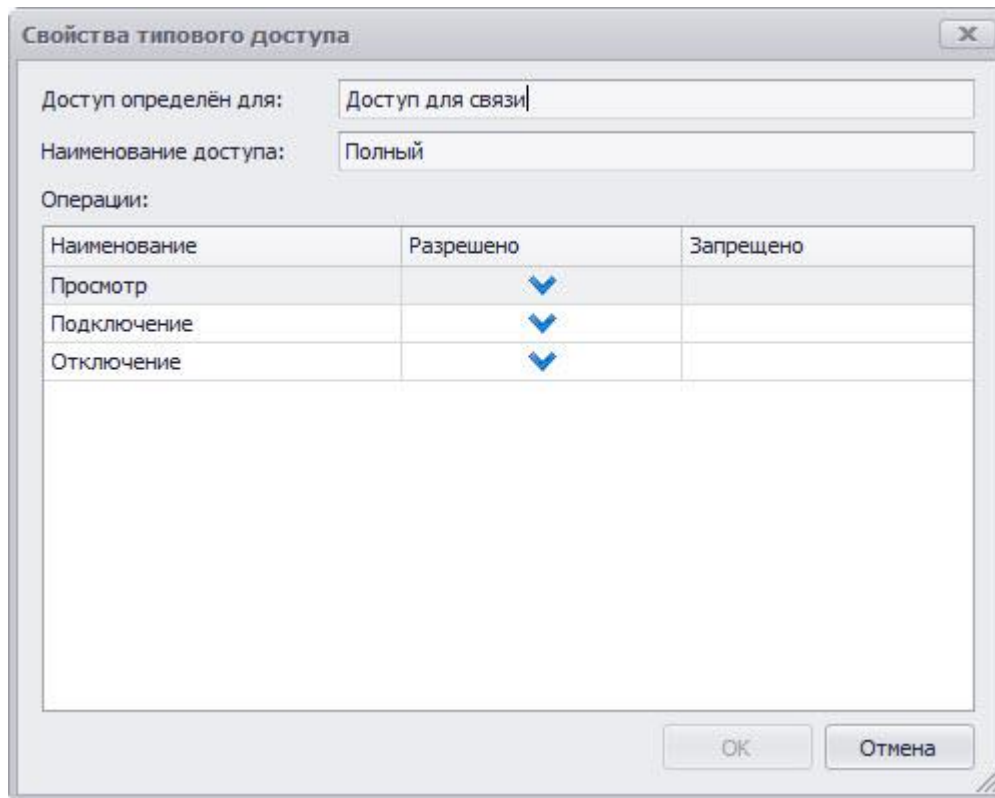 Свойства типового доступа
Доступ определён для: Доступ для связи
Наименование доступа: Полный
Операции:
Наименование Разрешено Запрещено
Просмотр
Подключение
Отключение
OK Отмена